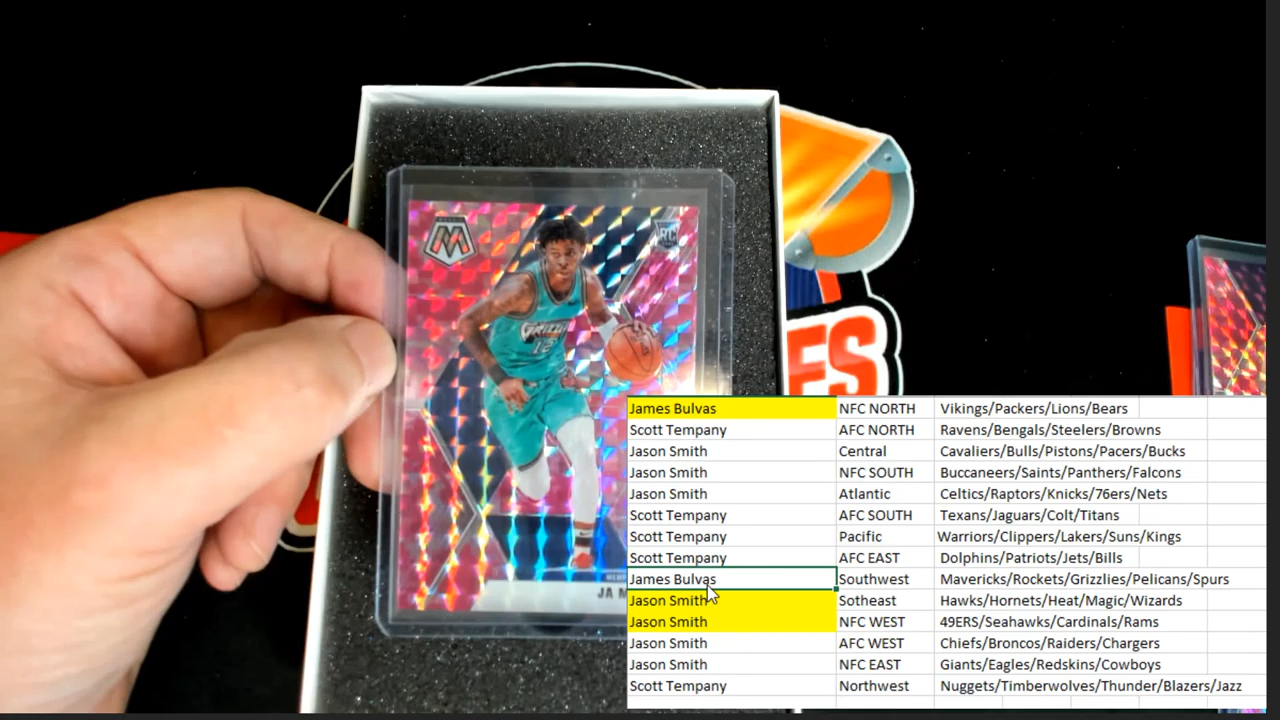 M
RC
GRIZZ
12
JA M
ES
James Bulvas NFC NORTH Vikings/Packers/Lions/Bears
Scott Tempany AFC NORTH Ravens/Bengals/Steelers/Browns
Jason Smith Central Cavaliers/Bulls/Pistons/Pacers/Bucks
Jason Smith NFC SOUTH Buccaneers/Saints/Panthers/Falcons
Jason Smith Atlantic Celtics/Raptors/Knicks/76ers/Nets
Scott Tempany AFC SOUTH Texans/Jaguars/Colt/Titans
Scott Tempany Pacific Warriors/Clippers/Lakers/Suns/Kings
Scott Tempany AFC EAST Dolphins/Patriots/Jets/Bills
James Bulvas Southwest Mavericks/Rockets/Grizzlies/Pelicans/Spurs
Jason Smith Sotheast Hawks/Hornets/Heat/Magic/Wizards
Jason Smith NFC WEST 49ERS/Seahawks/Cardinals/Rams
Jason Smith AFC WEST Chiefs/Broncos/Raiders/Chargers
Jason Smith NFC EAST Giants/Eagles/Redskins/Cowboys
Scott Tempany Northwest Nuggets/Timberwolves/Thunder/Blazers/Jazz